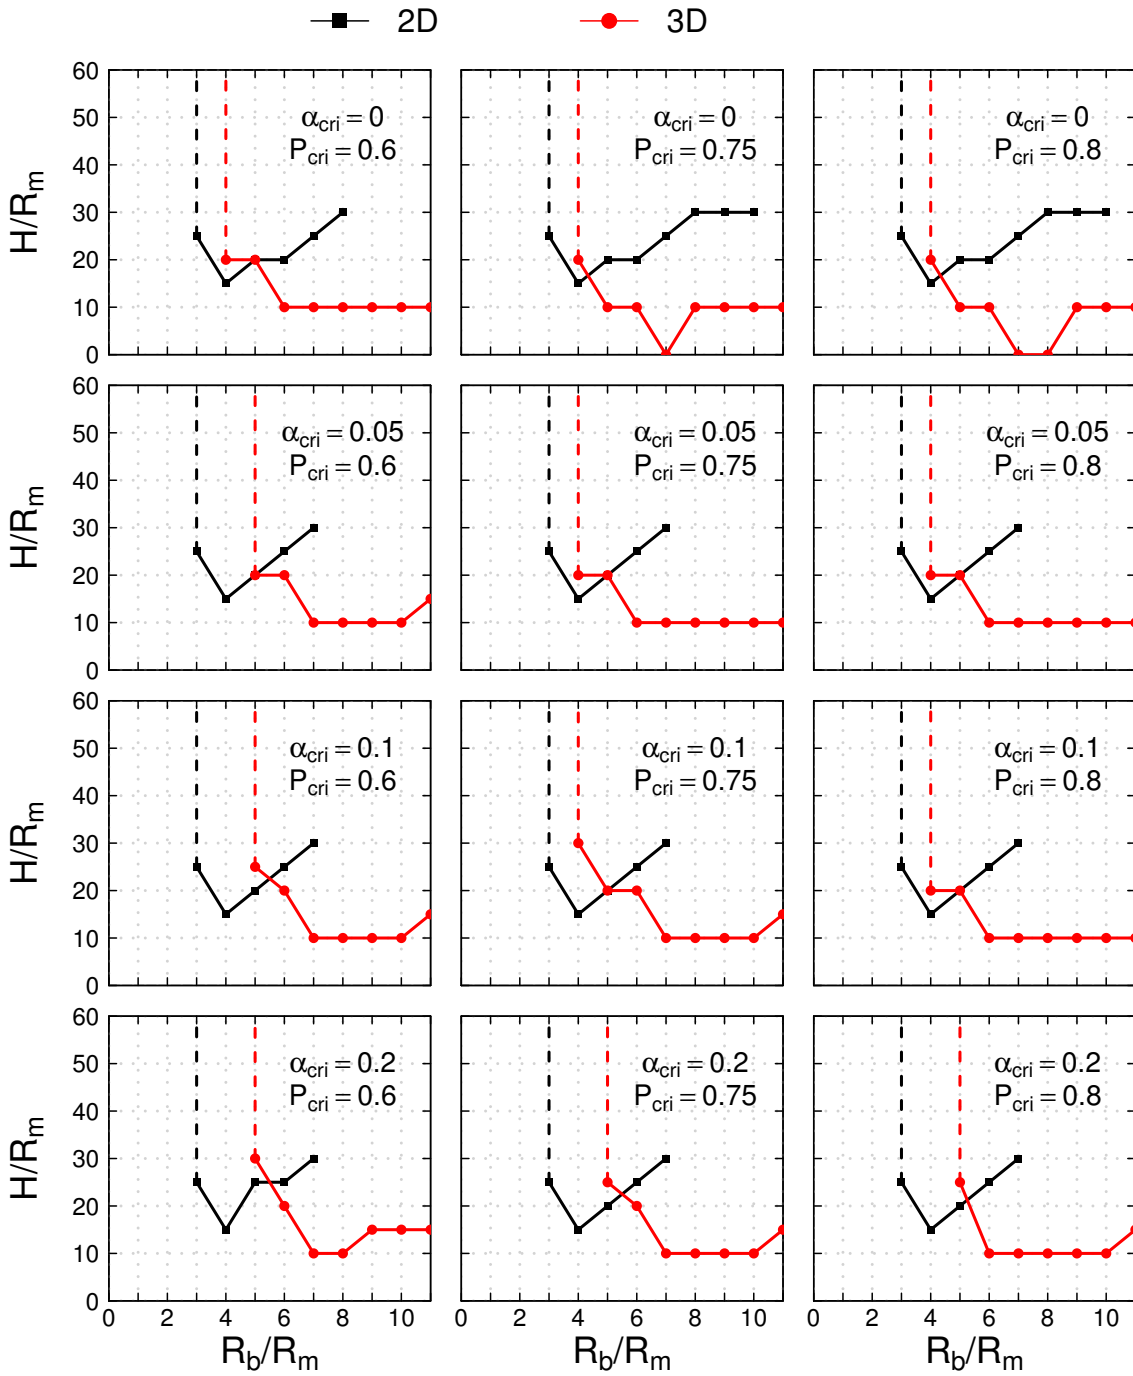 2D 3D
60
50
40
30
20
10
0
H/Rm
αcri = 0
Pcri = 0.6
αcri = 0
Pcri = 0.75
αcri = 0
Pcri = 0.8
60
50
40
30
20
10
0
H/Rm
αcri = 0.05
Pcri = 0.6
αcri = 0.05
Pcri = 0.75
αcri = 0.05
Pcri = 0.8
60
50
40
30
20
10
0
H/Rm
αcri = 0.1
Pcri = 0.6
αcri = 0.1
Pcri = 0.75
αcri = 0.1
Pcri = 0.8
60
50
40
30
20
10
0
H/Rm
αcri = 0.2
Pcri = 0.6
αcri = 0.2
Pcri = 0.75
αcri = 0.2
Pcri = 0.8
0 2 4 6 8 10 0 2 4 6 8 10 0 2 4 6 8 10
Rb/Rm Rb/Rm Rb/Rm